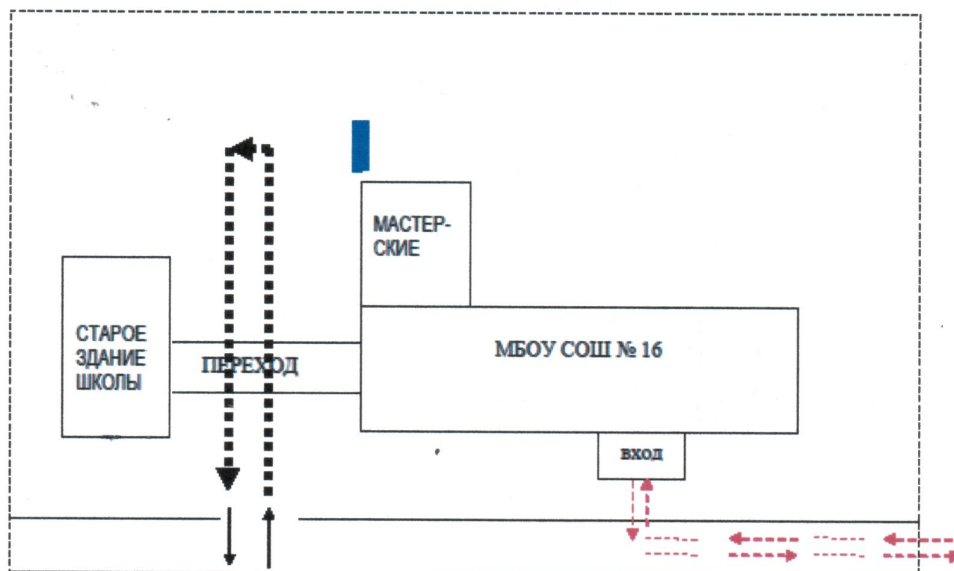 МАСТЕР-
СКИЕ
СТАРОЕ
ЗДАНИЕ
ШКОЛЫ
ПЕРЕХОД
МБОУ СОШ № 16
ВХОД